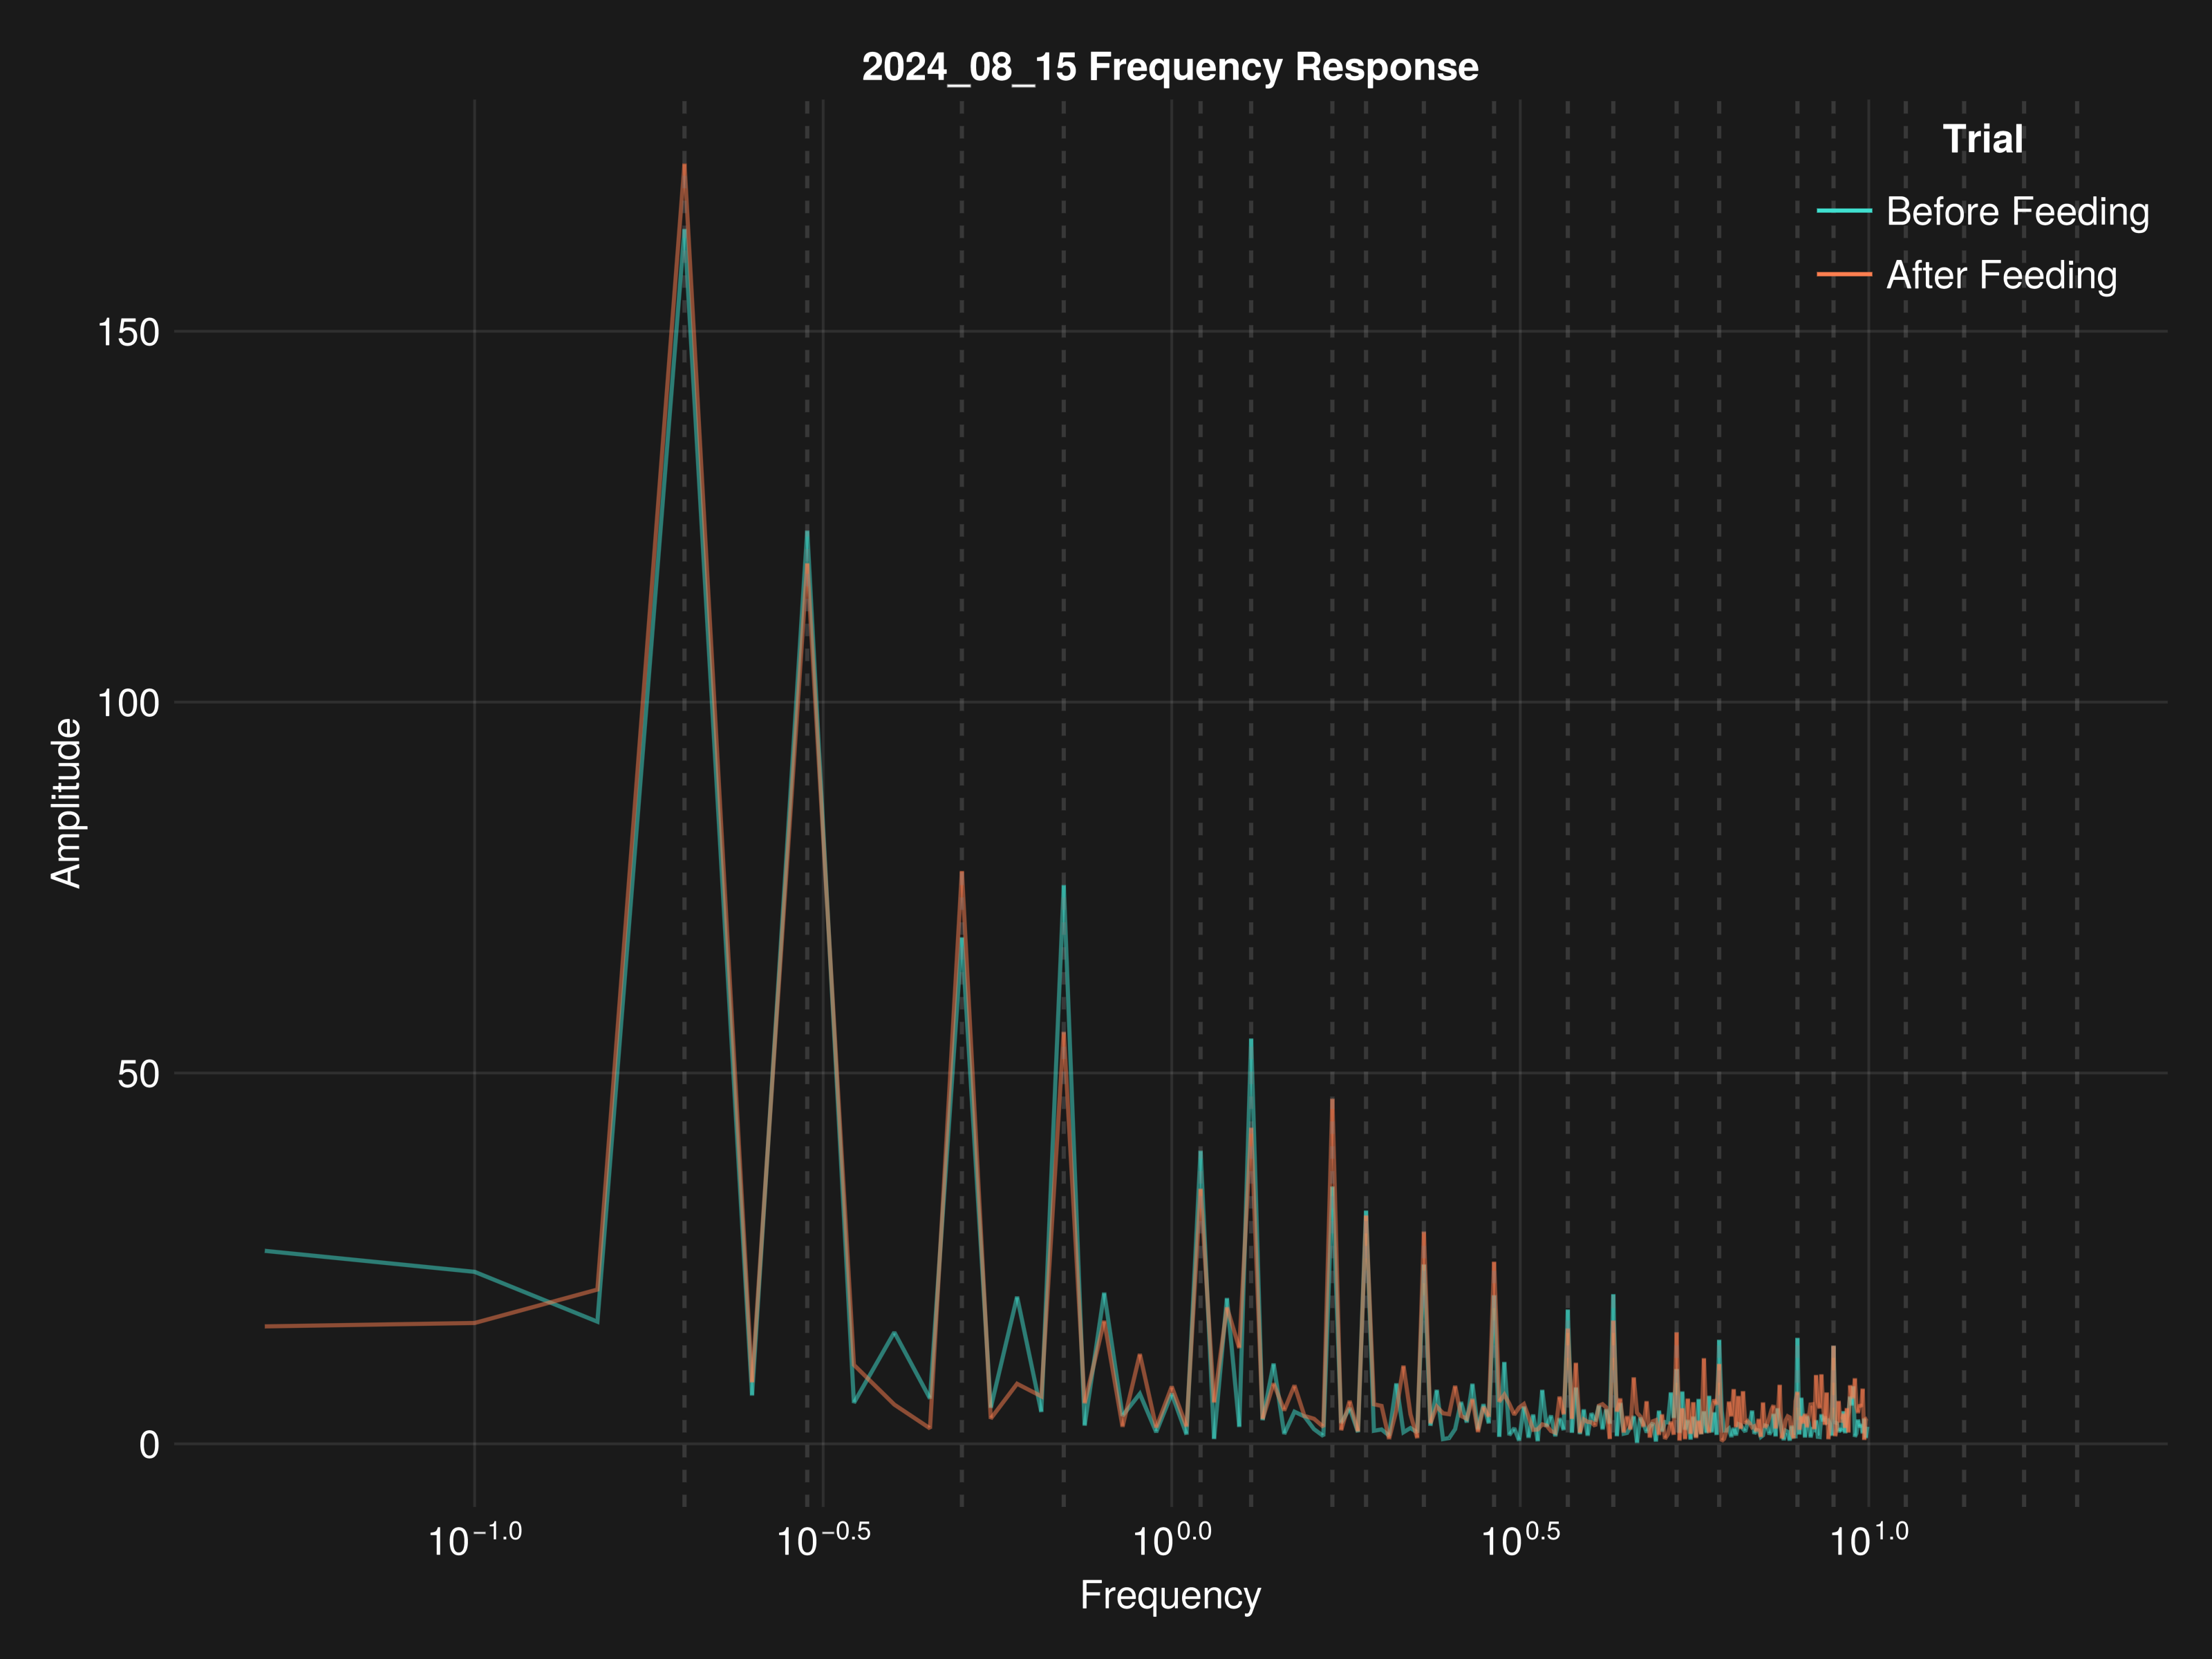 2024_08_15 Frequency Response
Trial
Before Feeding
After Feeding
150
100
50
0
Amplitude
10^−1.0 10^−0.5 10^0.0 10^0.5 10^1.0
Frequency